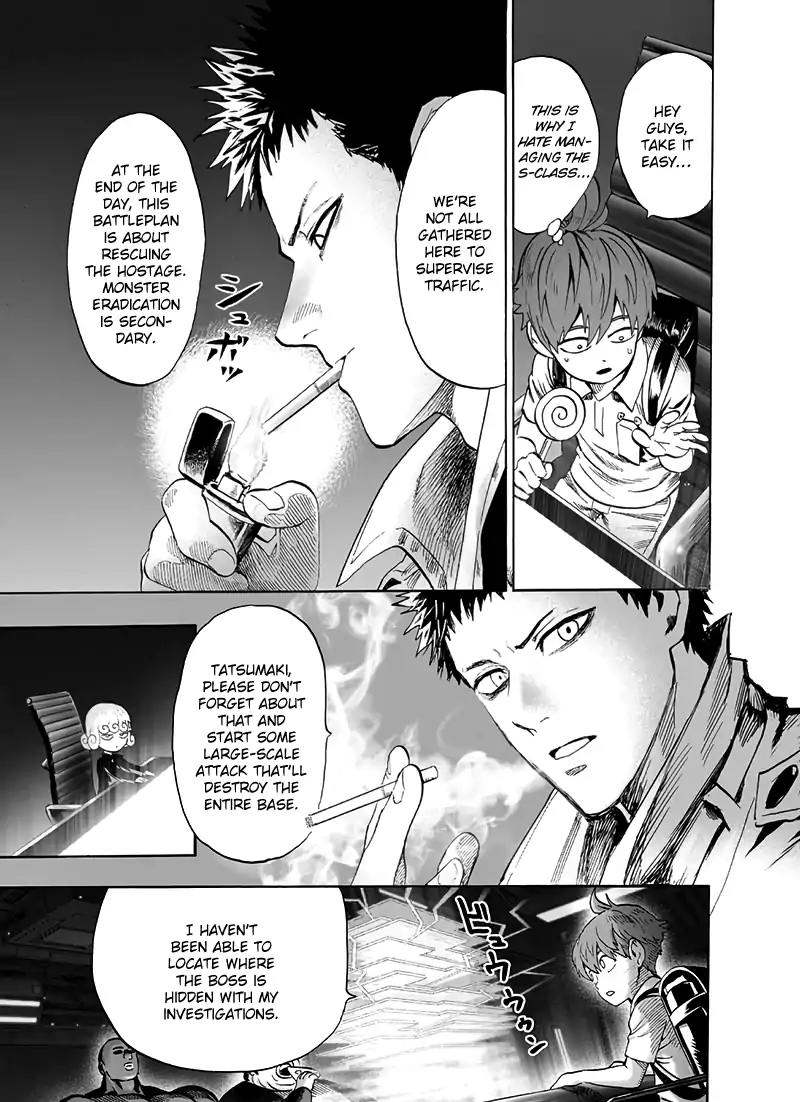 HEY
GUYS,
TAKE IT
EASY...
THIS IS
WHY I
HATE MAN-
AGING THE
S-CLASS...
WE'RE
NOT ALL
GATHERED
HERE TO
SUPERVISE
TRAFFIC.
シュ
ボッ
AT THE
END OF THE
DAY, THIS
BATTLEPLAN
IS ABOUT
RESCUING
THE HOSTAGE.
MONSTER
ERADICATION
IS SECON-
DARY.
TATSUMAKI,
PLEASE DON'T
FORGET ABOUT
THAT AND
START SOME
LARGE-SCALE
ATTACK THAT'LL
DESTROY THE
ENTIRE BASE.
I HAVEN'T
BEEN ABLE TO
LOCATE WHERE
THE BOSS IS
HIDDEN WITH MY
INVESTIGATIONS.